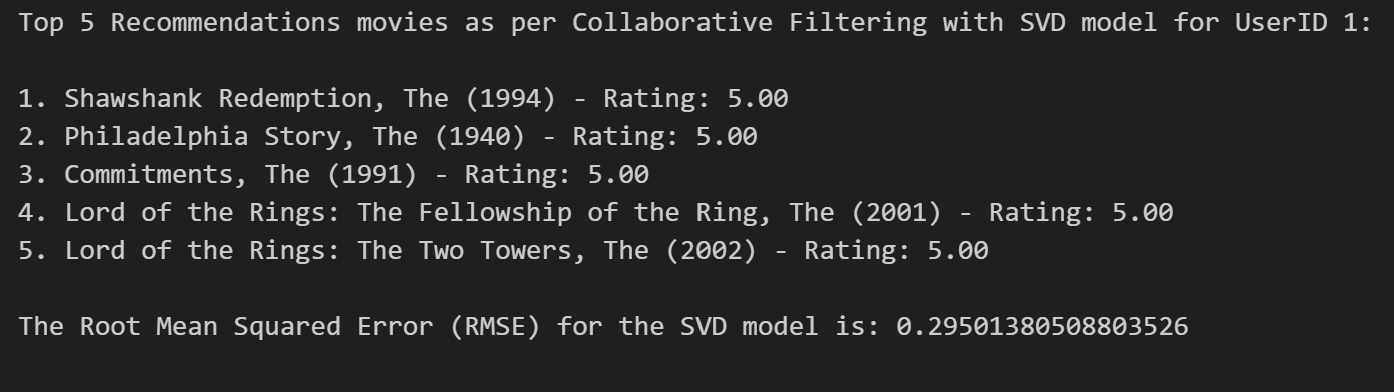 Top 5 Recommendations movies as per Collaborative Filtering with SVD model for UserID 1:
1. Shawshank Redemption, The (1994) - Rating: 5.00
2. Philadelphia Story, The (1940) - Rating: 5.00
3. Commitments, The (1991) - Rating: 5.00
4. Lord of the Rings: The Fellowship of the Ring, The (2001) - Rating: 5.00
5. Lord of the Rings: The Two Towers, The (2002) - Rating: 5.00
The Root Mean Squared Error (RMSE) for the SVD model is: 0.29501380508803526